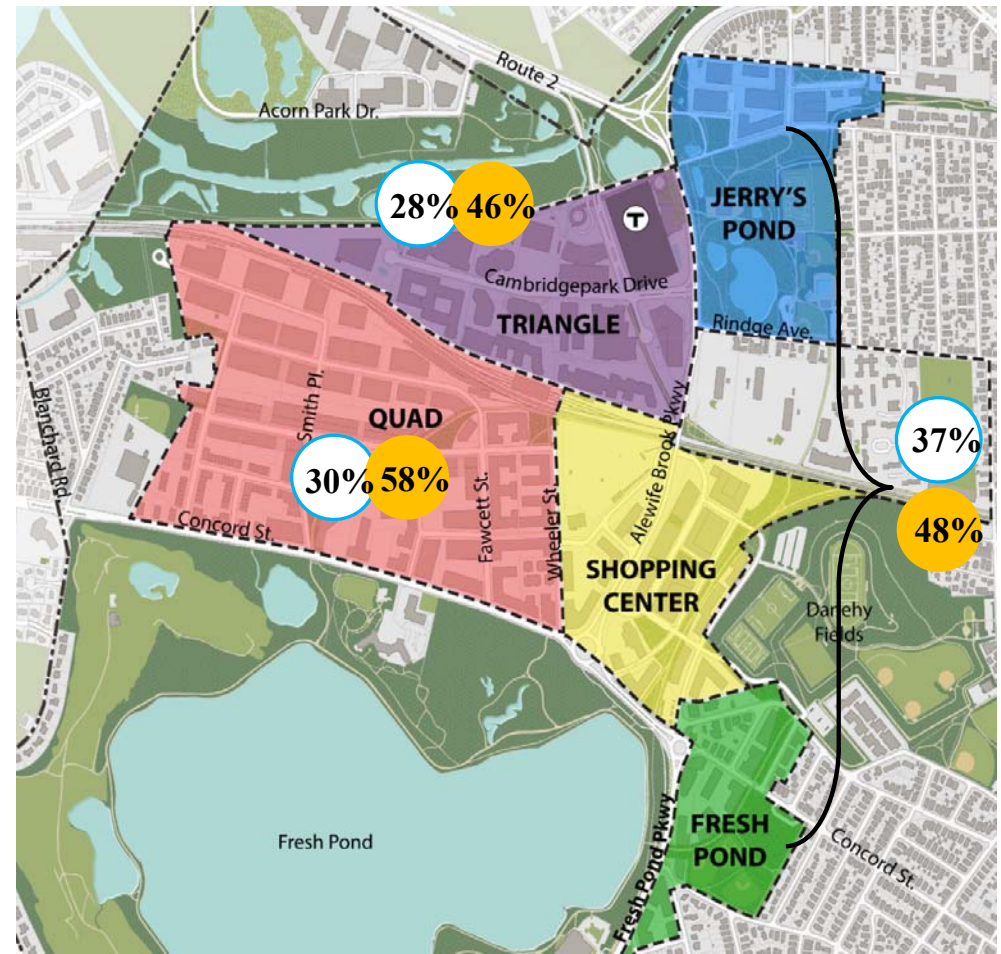 Route 2
Acorn Park Dr.
JERRY'S
POND
28% 46%
T
Cambridgepark Drive
TRIANGLE
Rindge Ave.
Blanchard Rd.
Smith Pl.
QUAD
Alewife Brook Pkwy
37%
30% 58%
Concord St.
Fawcett St.
Wheeler St.
48%
SHOPPING
CENTER
Danehy
Fields
Fresh Pond
Fresh Pond Pkwy
FRESH
POND
Concord St.